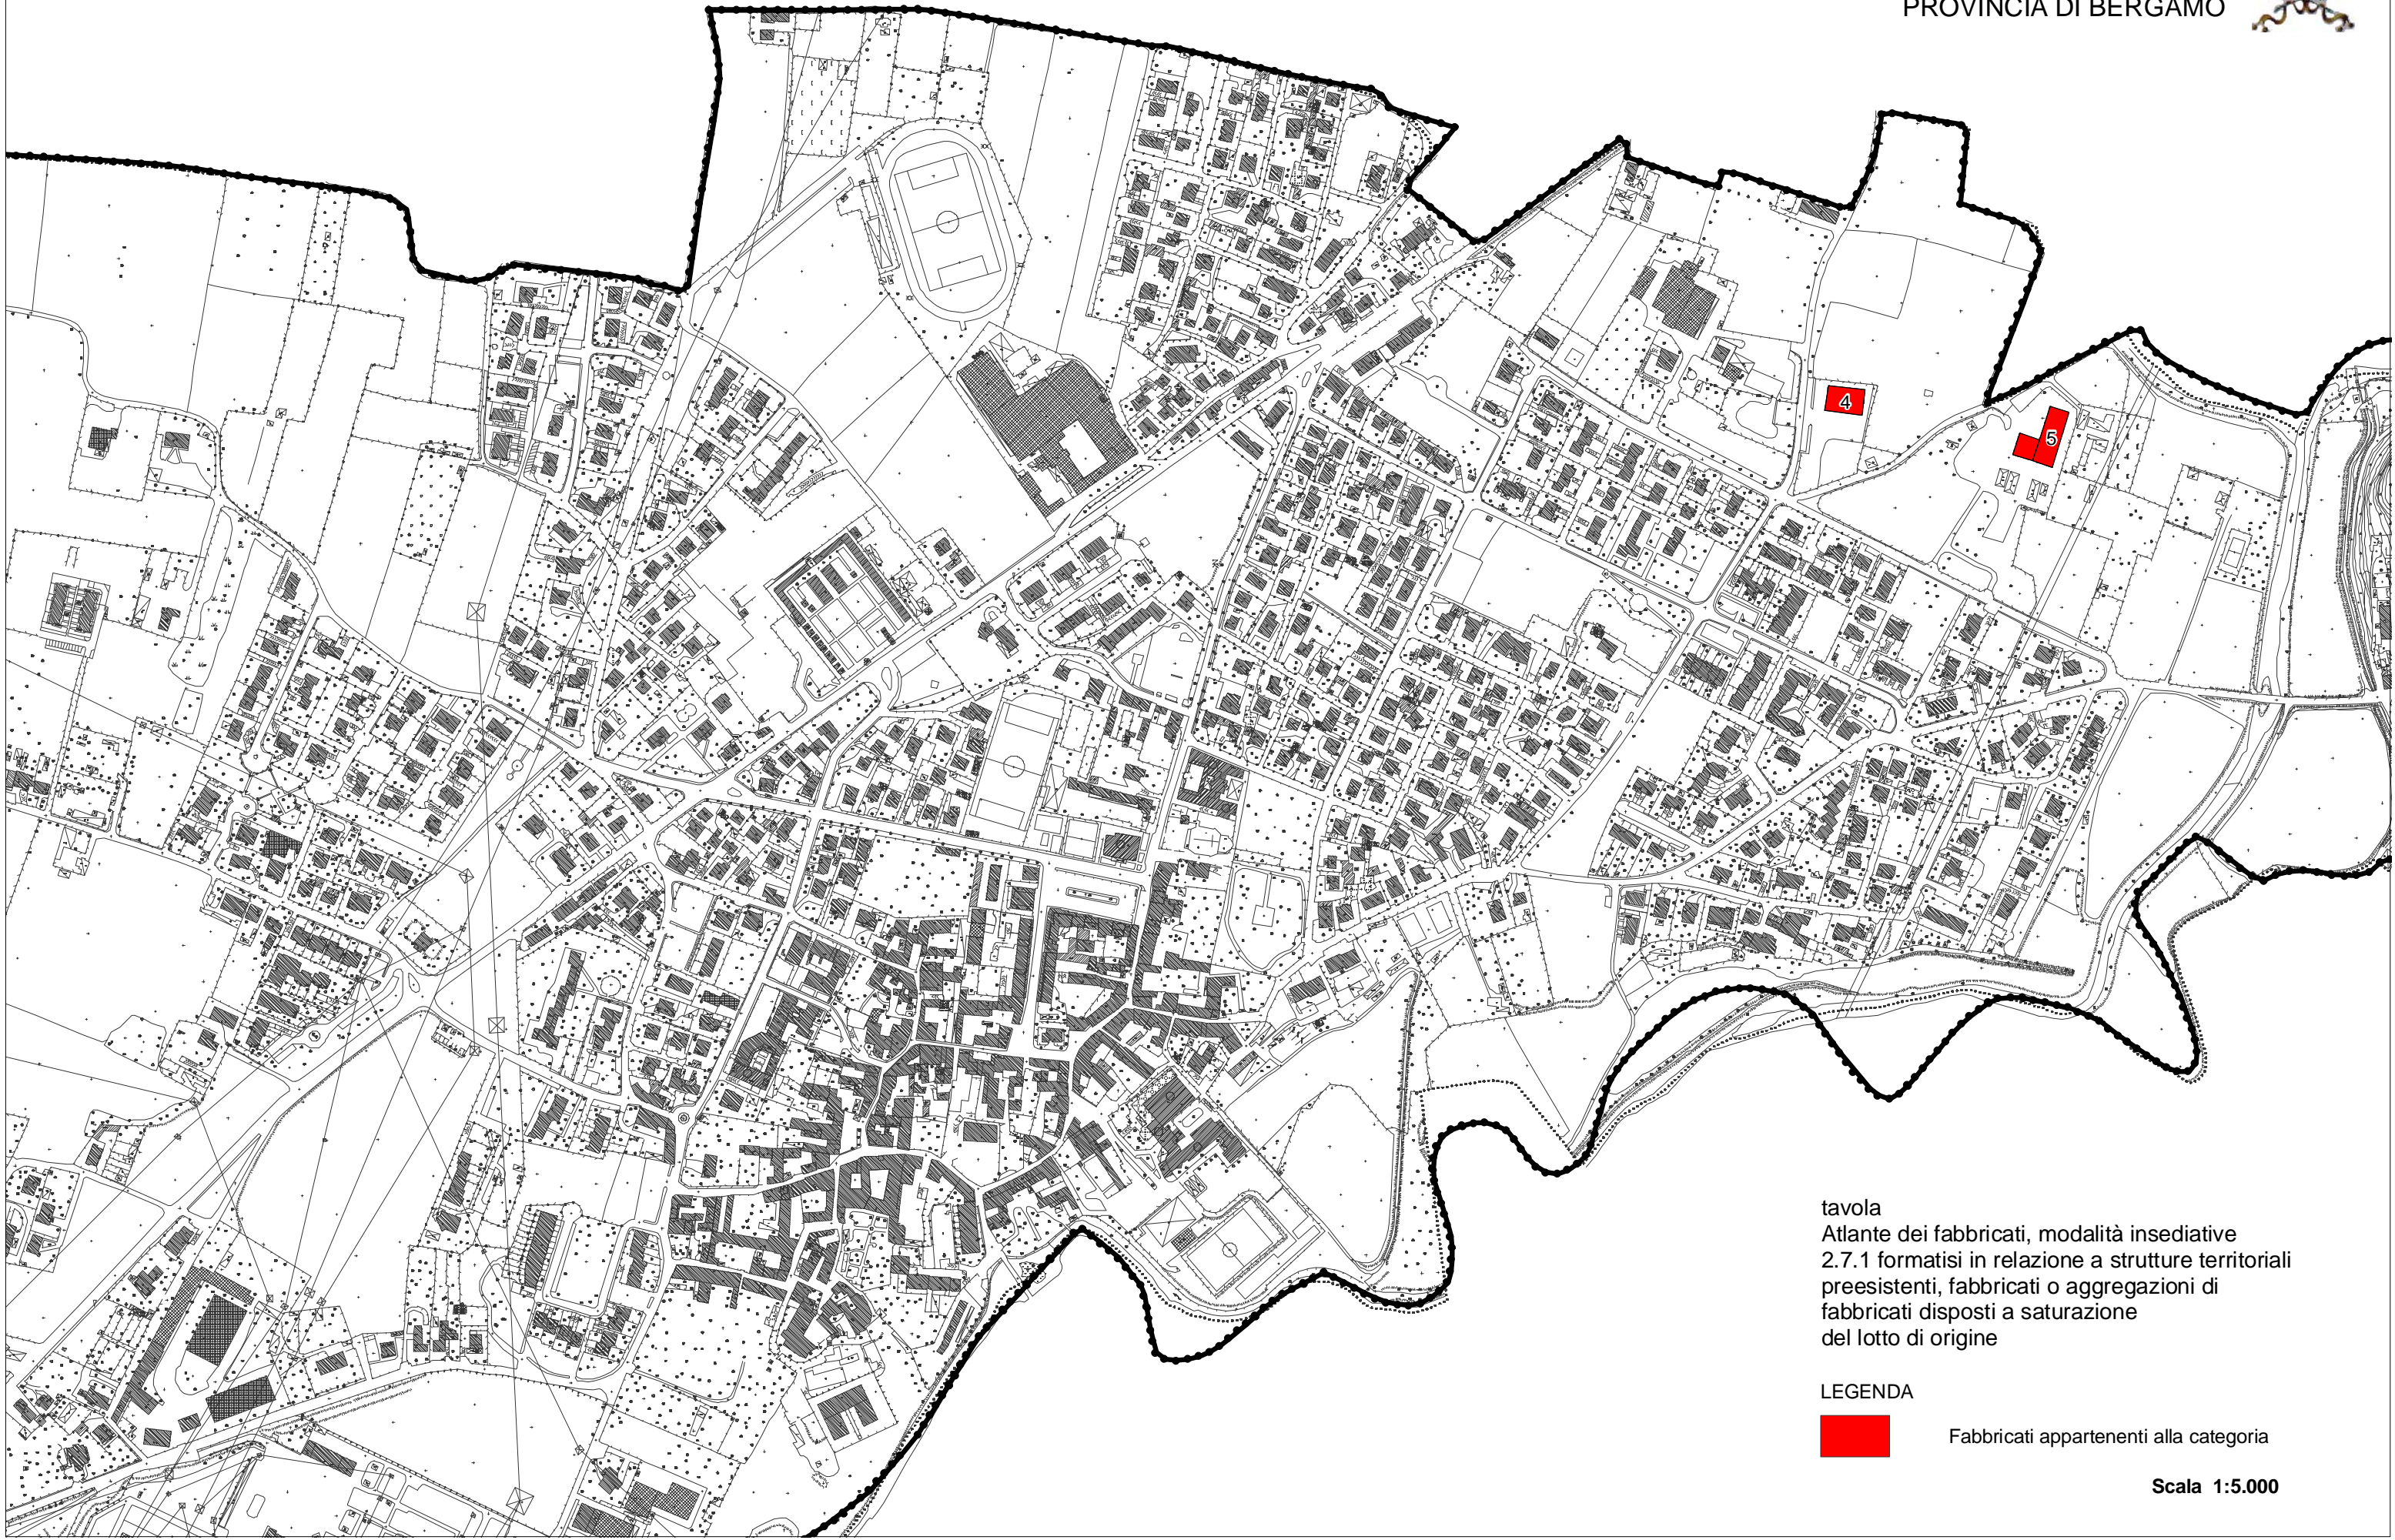 PROVINCIA DI BERGAMO
4
5
tavola
Atlante dei fabbricati, modalità insediative
2.7.1 formatisi in relazione a strutture territoriali
preesistenti, fabbricati o aggregazioni di
fabbricati disposti a saturazione
del lotto di origine
LEGENDA
Fabbricati appartenenti alla categoria
Scala 1:5.000